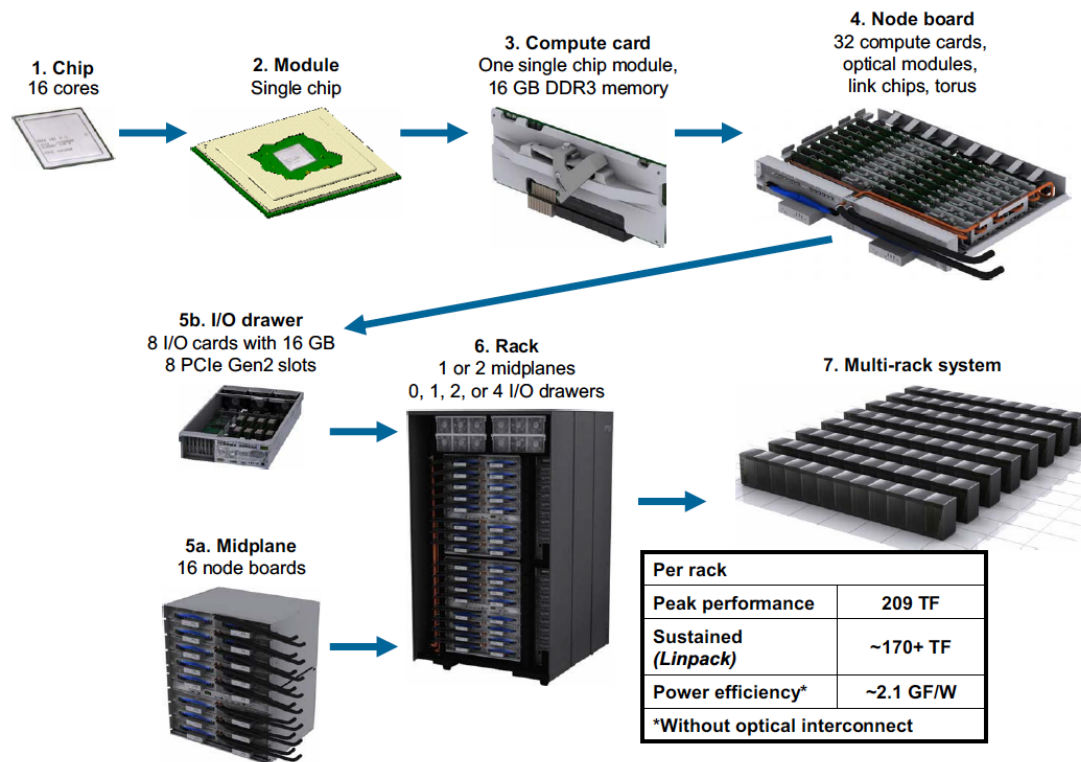 1. Chip
16 cores
2. Module
Single chip
3. Compute card
One single chip module,
16 GB DDR3 memory
4. Node board
32 compute cards,
optical modules,
link chips, torus
5b. I/O drawer
8 I/O cards with 16 GB
8 PCIe Gen2 slots
6. Rack
1 or 2 midplanes
0, 1, 2, or 4 I/O drawers
7. Multi-rack system
5a. Midplane
16 node boards
Per rack
Peak performance 209 TF
Sustained
(Linpack) ~170+ TF
Power efficiency* ~2.1 GF/W
*Without optical interconnect